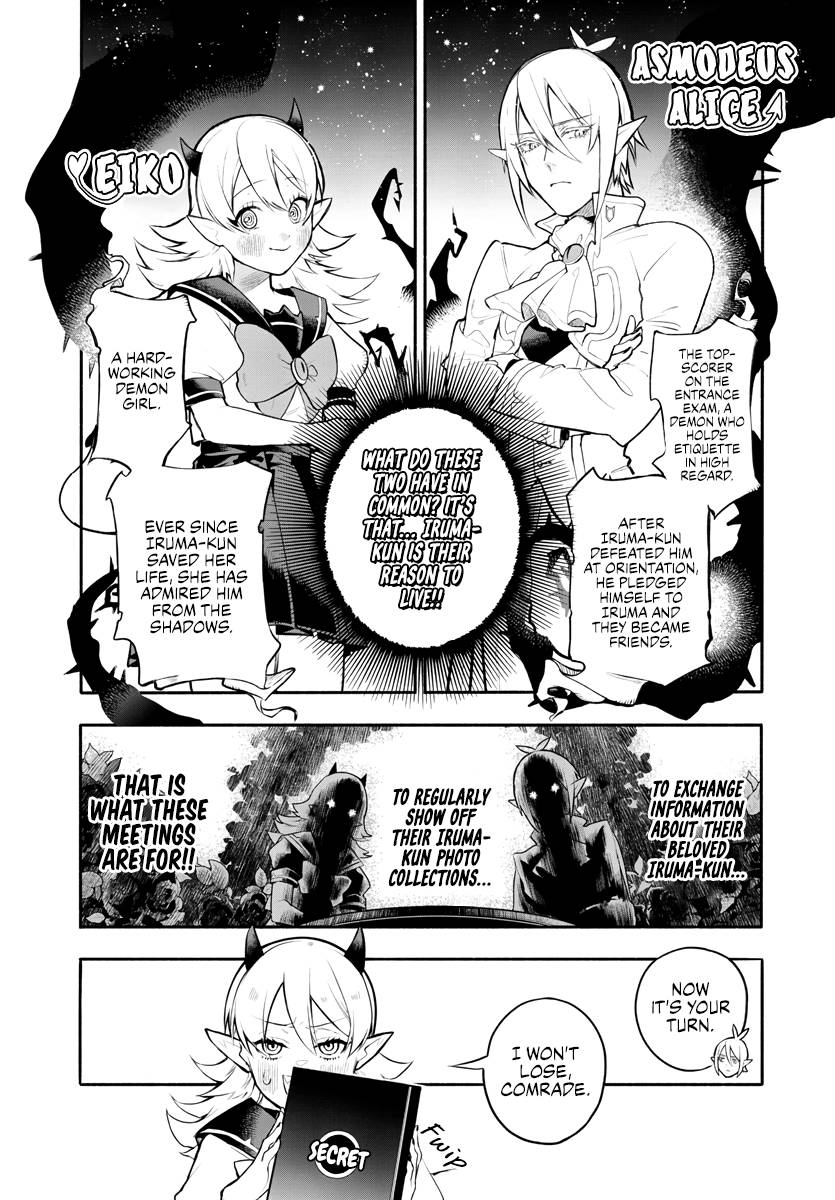 ASMODEUS
ALICE
THE TOP-
SCORER
ON THE
ENTRANCE
EXAM, A
DEMON WHO
HOLDS
ETIQUETTE
IN HIGH
REGARD.
AFTER
IRUMA-KUN
DEFEATED HIM
AT ORIENTATION,
HE PLEDGED
HIMSELF TO
IRUMA AND
THEY BECAME
FRIENDS.
EIKO
A HARD-
WORKING
DEMON
GIRL.
EVER SINCE
IRUMA-KUN
SAVED HER
LIFE, SHE HAS
ADMIRED HIM
FROM THE
SHADOWS.
WHAT DO THESE
TWO HAVE IN
COMMON? IT'S
THAT... IRUMA-
KUN IS THEIR
REASON TO
LIVE!!
TO EXCHANGE
INFORMATION
ABOUT THEIR
BELOVED
IRUMA-KUN...
TO REGULARLY
SHOW OFF
THEIR IRUMA-
KUN PHOTO
COLLECTIONS...
THAT IS
WHAT THESE
MEETINGS
ARE FOR!!
NOW
IT'S YOUR
TURN.
I WON'T
LOSE,
COMRADE.
FWIP
SECRET